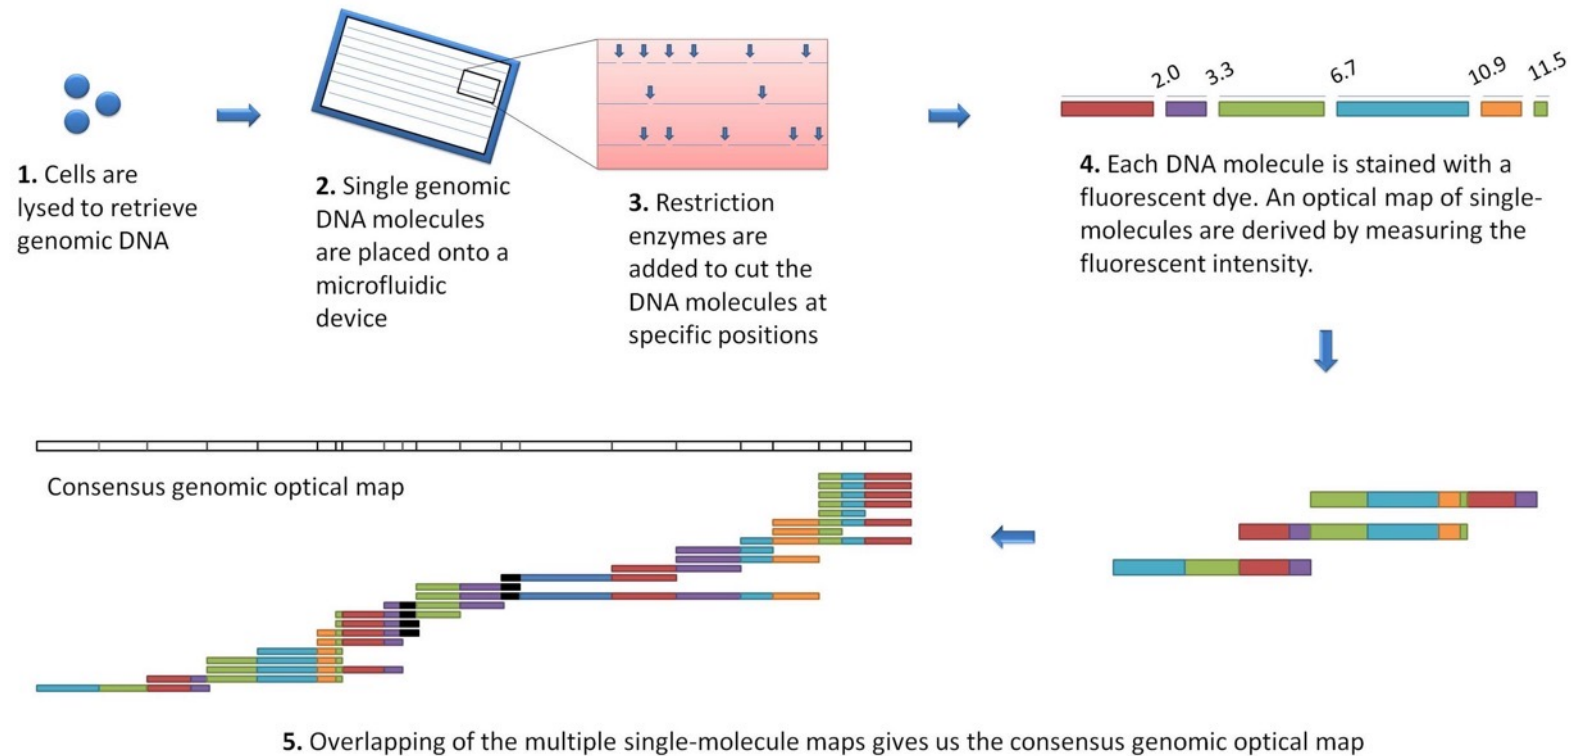 1. Cells are
lysed to retrieve
genomic DNA
2. Single genomic
DNA molecules
are placed onto a
microfluidic
device
3. Restriction
enzymes are
added to cut the
DNA molecules at
specific positions
2.0 3.3 6.7 10.9 11.5
4. Each DNA molecule is stained with a
fluorescent dye. An optical map of single-
molecules are derived by measuring the
fluorescent intensity.
Consensus genomic optical map
5. Overlapping of the multiple single-molecule maps gives us the consensus genomic optical map